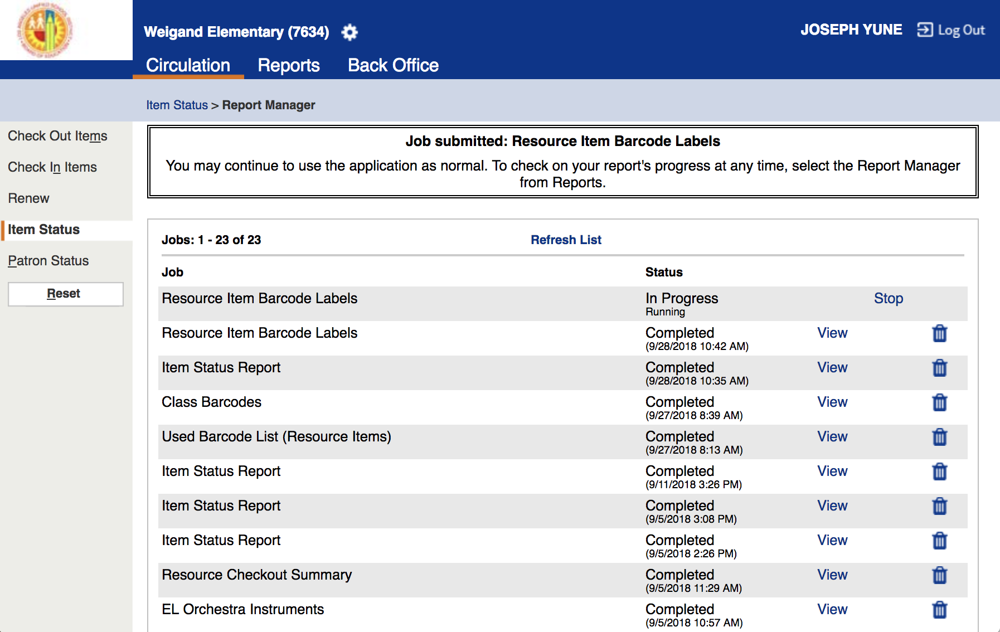 Weigand Elementary (7634)
JOSEPH YUNE
Log Out
Circulation
Reports
Back Office
Item Status > Report Manager
Check Out Items
Check In Items
Renew
Item Status
Patron Status
Reset
Job submitted: Resource Item Barcode Labels
You may continue to use the application as normal. To check on your report's progress at any time, select the Report Manager
from Reports.
Jobs: 1 - 23 of 23
Refresh List
Job Status
Resource Item Barcode Labels In Progress Stop
Running
Resource Item Barcode Labels Completed View
(9/28/2018 10:42 AM)
Item Status Report Completed View
(9/28/2018 10:35 AM)
Class Barcodes Completed View
(9/27/2018 8:39 AM)
Used Barcode List (Resource Items) Completed View
(9/27/2018 8:13 AM)
Item Status Report Completed View
(9/11/2018 3:26 PM)
Item Status Report Completed View
(9/5/2018 3:08 PM)
Item Status Report Completed View
(9/5/2018 2:26 PM)
Resource Checkout Summary Completed View
(9/5/2018 11:29 AM)
EL Orchestra Instruments Completed View
(9/5/2018 10:57 AM)